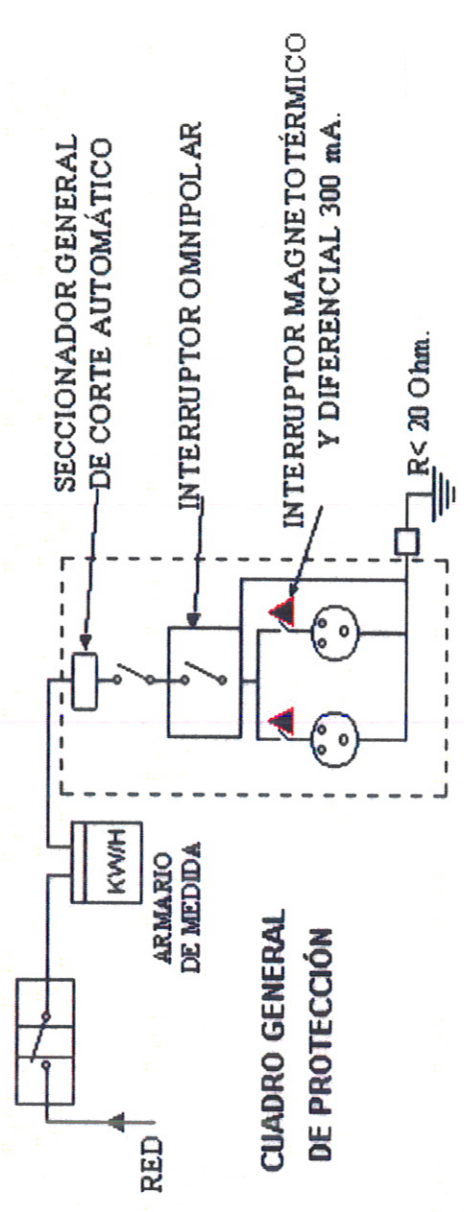 SECCIONADOR GENERAL
DE CORTE AUTOMÁTICO
INTERRUPTOR OMNIPOLAR
INTERRUPTOR MAGNETOTÉRMICO
Y DIFERENCIAL 300 mA.
R< 20 Ohm.
KW/H
ARMARIO
DE MEDIDA
RED
CUADRO GENERAL
DE PROTECCIÓN